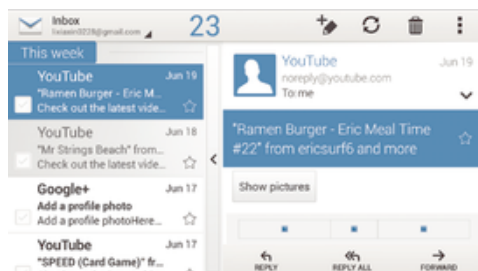 Inbox
23
This week
YouTube Jun 19
"Ramen Burger - Eric M...
Check out the latest vide...
YouTube Jun 18
"Mr Strings Beach" from...
Check out the latest vide...
Google+ Jun 17
Add a profile photo
Add a profile photoHere...
YouTube Jun 17
"SPEED (Card Game)" fr...
YouTube Jun 19
noreply@youtube.com
To: me
"Ramen Burger - Eric Meal Time
#22" from ericsurf6 and more
Show pictures
REPLY REPLY ALL FORWARD